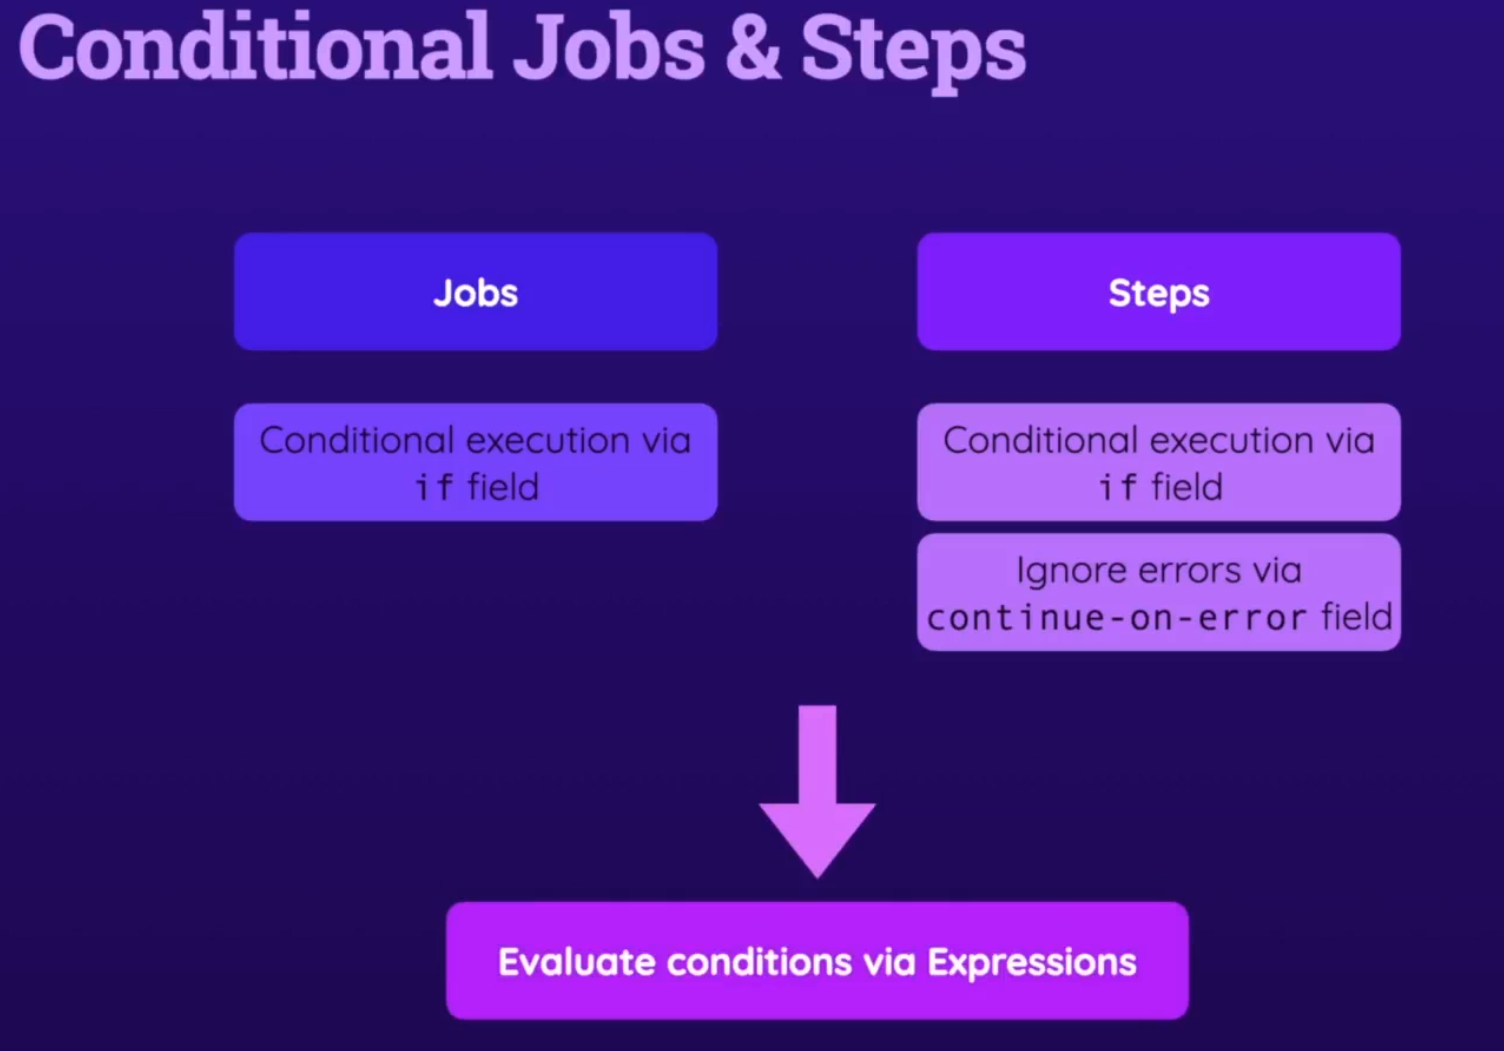 Conditional Jobs & Steps
Jobs
Conditional execution via
if field
Steps
Conditional execution via
if field
Ignore errors via
continue-on-error field
Evaluate conditions via Expressions